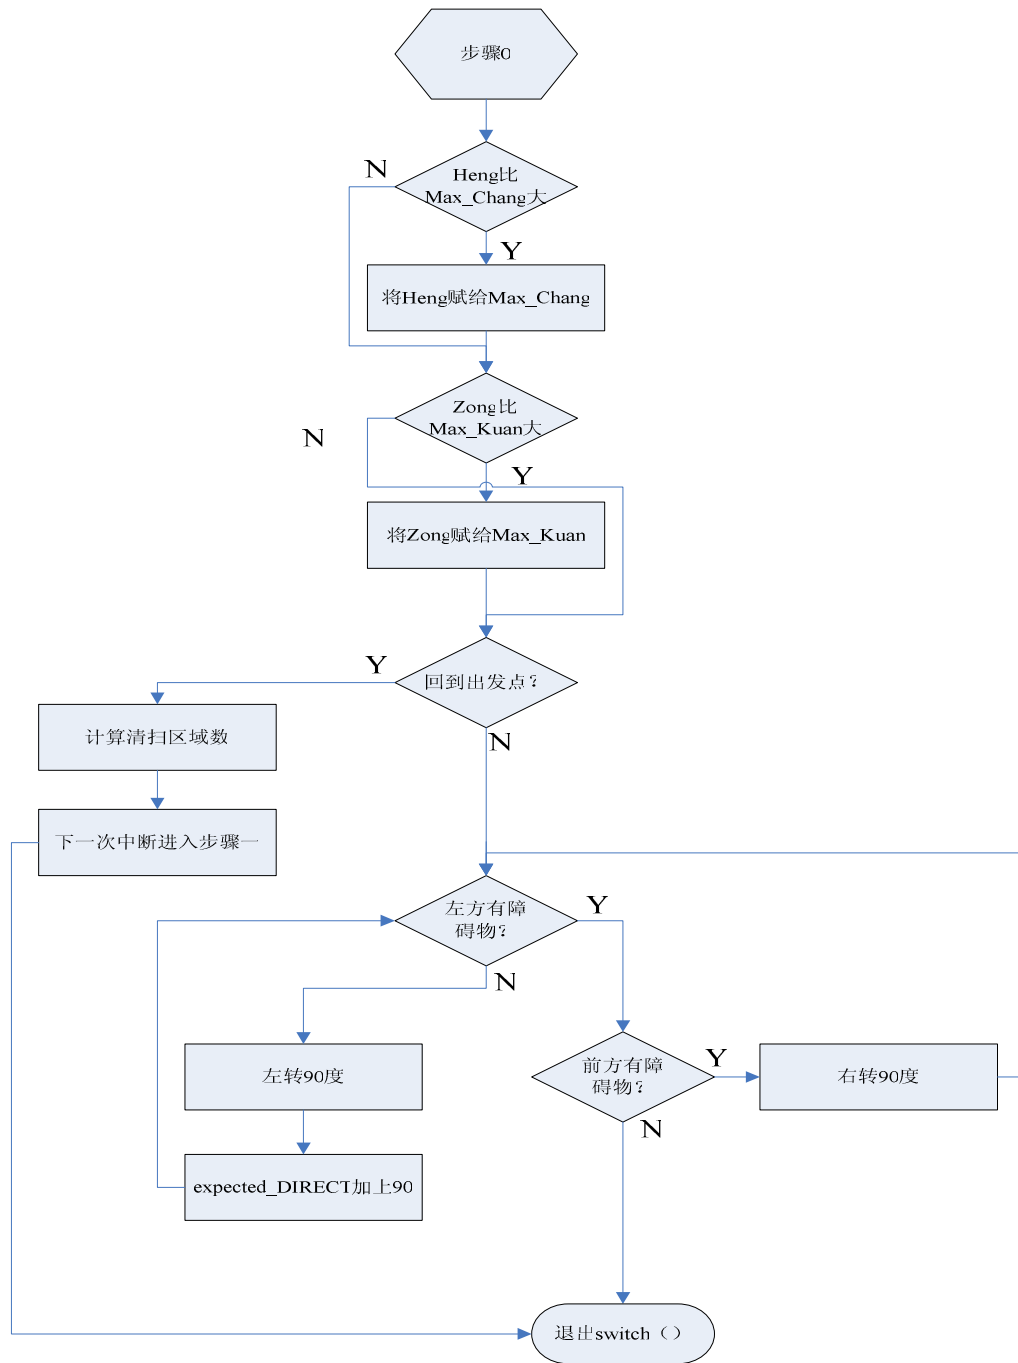 步骤0
N
Heng比
Max_Chang大
Y
将Heng赋给Max_Chang
Zong比
Max_Kuan大
N
Y
将Zong赋给Max_Kuan
Y
回到出发点？
N
计算清扫区域数
下一次中断进入步骤一
左方有障
碍物？
Y
N
前方有障
碍物？
Y
右转90度
左转90度
N
expected_DIRECT加上90
退出switch（）